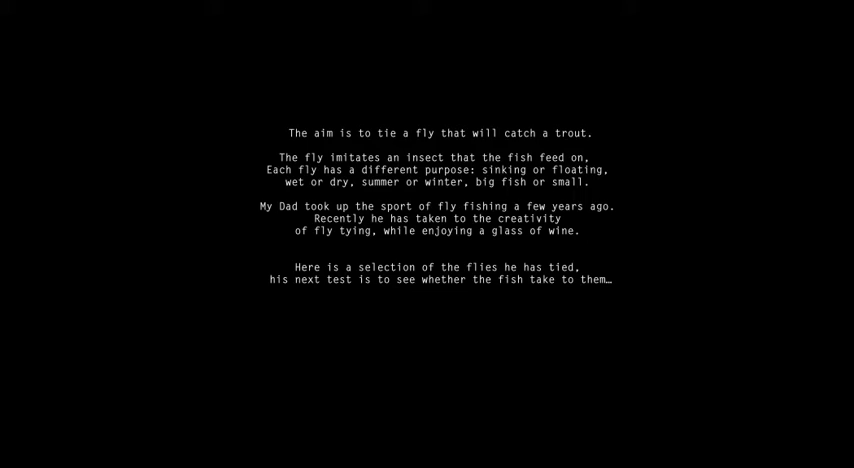 The aim is to tie a fly that will catch a trout.
The fly imitates an insect that the fish feed on,
Each fly has a different purpose: sinking or floating,
wet or dry, summer or winter, big fish or small.
My Dad took up the sport of fly fishing a few years ago.
Recently he has taken to the creativity
of fly tying, while enjoying a glass of wine.
Here is a selection of the flies he has tied,
his next test is to see whether the fish take to them…